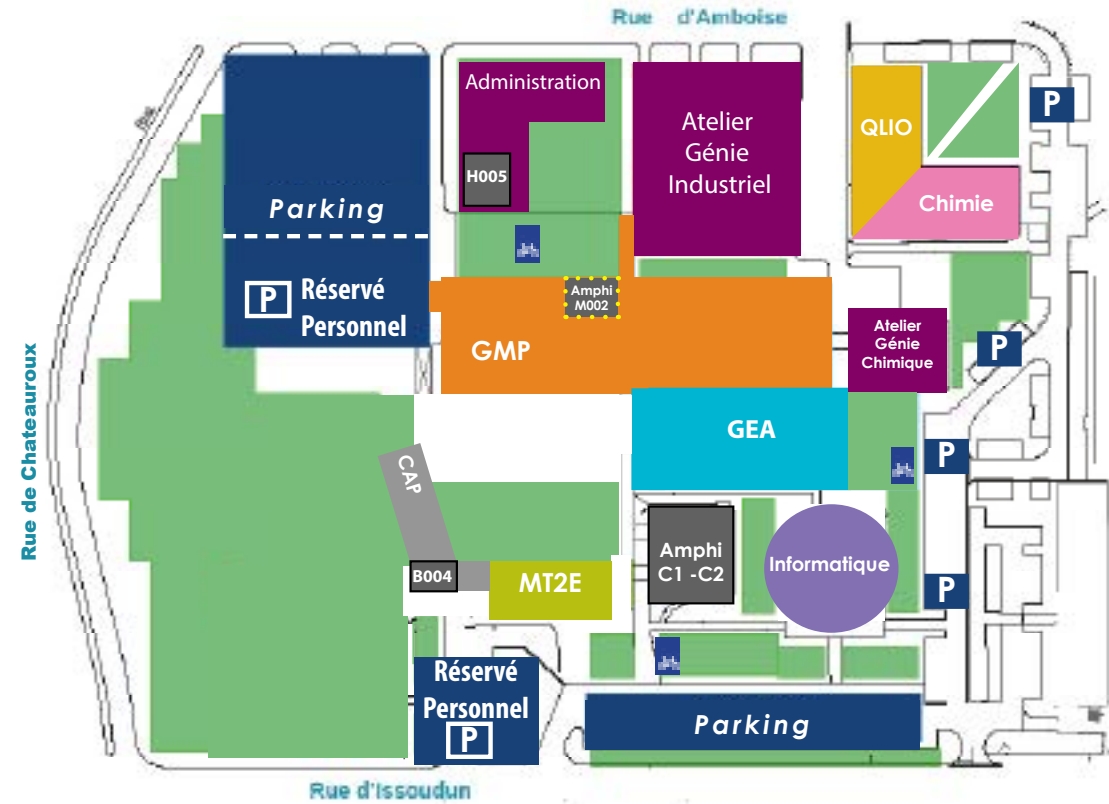 Rue d'Amboise
Administration
H005
Parking
P Réservé
Personnel
Atelier
Génie
Industriel
QLIO
Chimie
P
Rue
Amphi
M002
GMP
Atelier
Génie
Chimique
P
GEA
P
Rue de Chateauroux
CAP
B004
MT2E
Amphi
C1 -C2
Informatique
P
Réservé
Personnel
P
Parking
Rue d'Issoudun